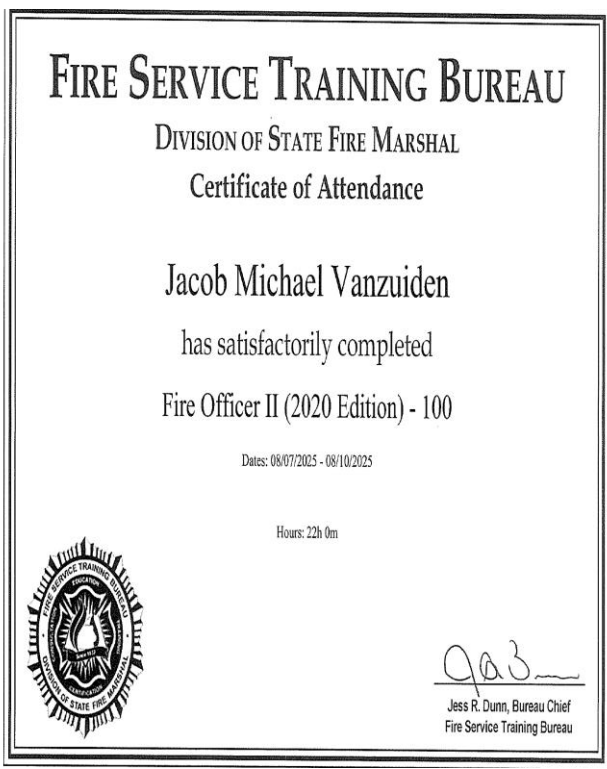 FIRE SERVICE TRAINING BUREAU
DIVISION OF STATE FIRE MARSHAL
Certificate of Attendance
Jacob Michael Vanzuiden
has satisfactorily completed
Fire Officer II (2020 Edition) - 100
Dates: 08/07/2025 - 08/10/2025
Hours: 22h 0m
FIRE SERVICE TRAINING BUREAU
EDUCATION
TRAINING
CERTIFICATION
DIVISION OF STATE FIRE MARSHAL
Jess R. Dunn, Bureau Chief
Fire Service Training Bureau